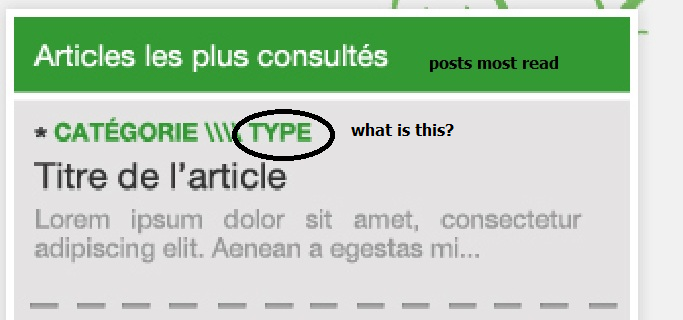 Articles les plus consultés posts most read
* CATÉGORIE \\\\ TYPE what is this?
Titre de l'article
Lorem ipsum dolor sit amet, consectetur
adipiscing elit. Aenean a egestas mi...